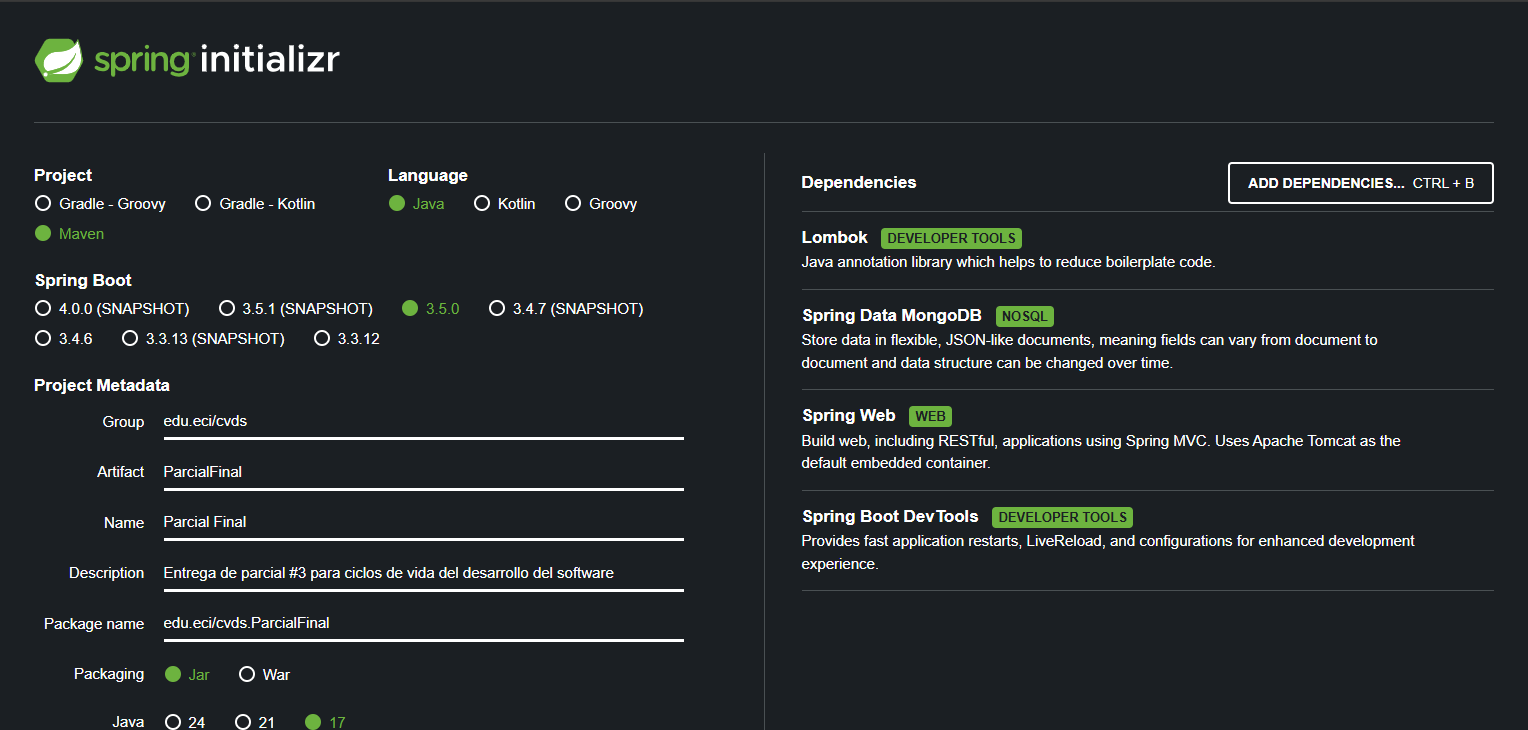 spring initializr
Project
Gradle - Groovy Gradle - Kotlin
Maven
Language
Java Kotlin Groovy
Spring Boot
4.0.0 (SNAPSHOT) 3.5.1 (SNAPSHOT) 3.5.0 3.4.7 (SNAPSHOT)
3.4.6 3.3.13 (SNAPSHOT) 3.3.12
Project Metadata
Group edu.eci/cvds
Artifact ParcialFinal
Name Parcial Final
Description Entrega de parcial #3 para ciclos de vida del desarrollo del software
Package name edu.eci/cvds.ParcialFinal
Packaging Jar War
Java 24 21 17
Dependencies
ADD DEPENDENCIES... CTRL + B
Lombok DEVELOPER TOOLS
Java annotation library which helps to reduce boilerplate code.
Spring Data MongoDB NOSQL
Store data in flexible, JSON-like documents, meaning fields can vary from document to
document and data structure can be changed over time.
Spring Web WEB
Build web, including RESTful, applications using Spring MVC. Uses Apache Tomcat as the
default embedded container.
Spring Boot DevTools DEVELOPER TOOLS
Provides fast application restarts, LiveReload, and configurations for enhanced development
experience.